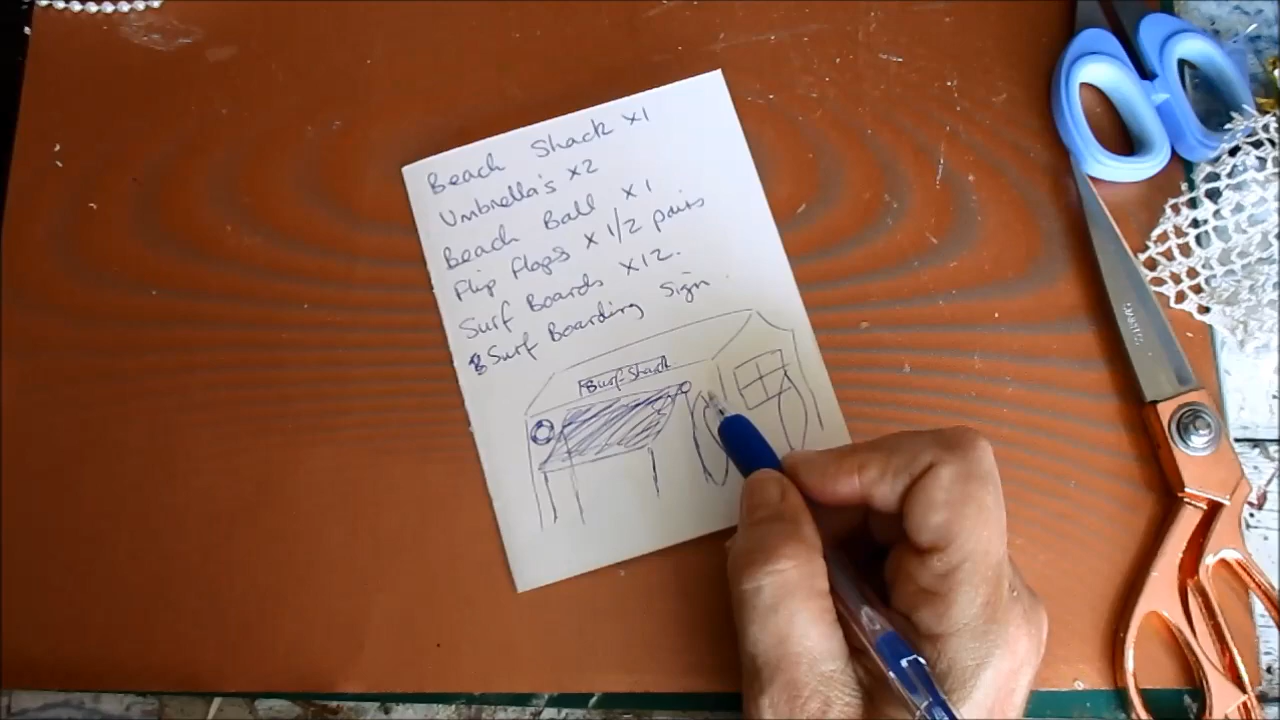 Beach Shack x1
Umbrella's x2
Beach Ball x1
Flip flops x 1/2 pairs
Surf Boards x12.
Surf Boarding Sign
Surf Shack